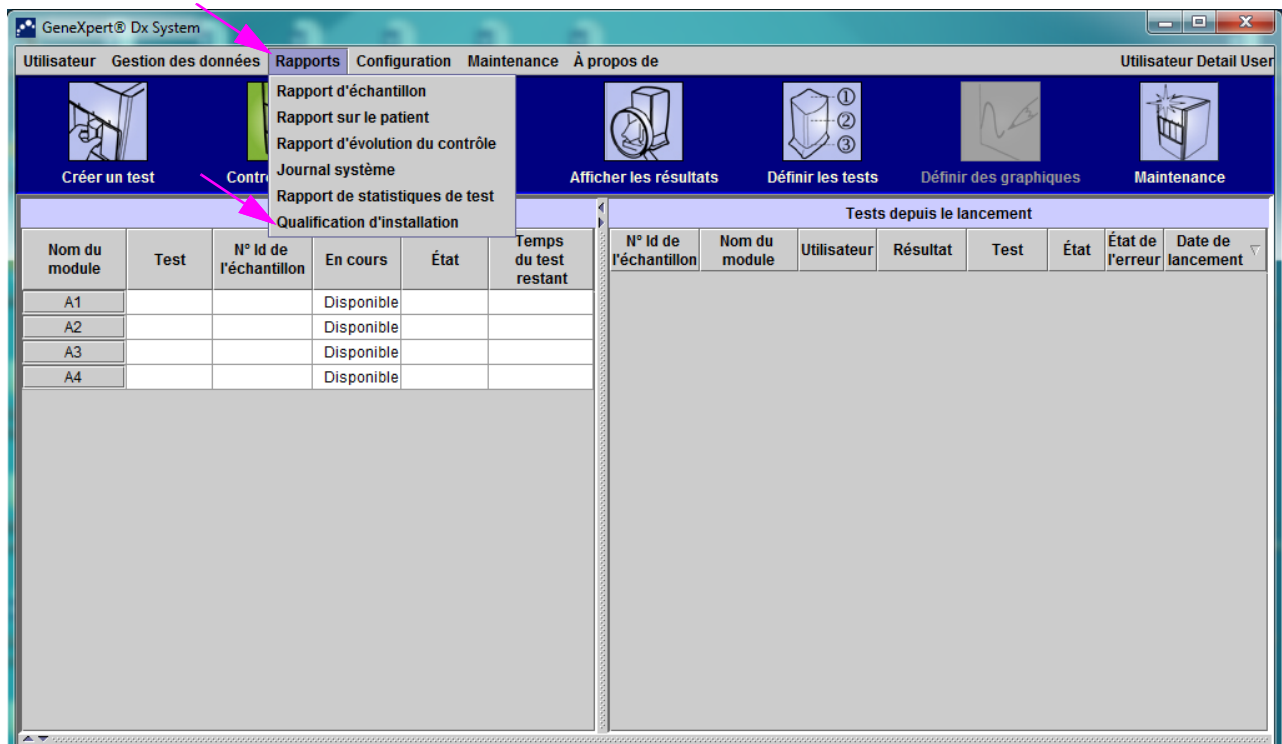 GeneXpert® Dx System
Utilisateur Gestion des données Rapports Configuration Maintenance À propos de Utilisateur Detail User
Rapport d'échantillon
Rapport sur le patient
Rapport d'évolution du contrôle
Journal système
Rapport de statistiques de test
Qualification d'installation
①
②
③
Créer un test Contr Afficher les résultats Définir les tests Définir des graphiques Maintenance
Tests depuis le lancement
Nom du module Test N° Id de l'échantillon En cours État Temps du test restant
N° Id de l'échantillon Nom du module Utilisateur Résultat Test État État de l'erreur Date de lancement
A1 Disponible
A2 Disponible
A3 Disponible
A4 Disponible